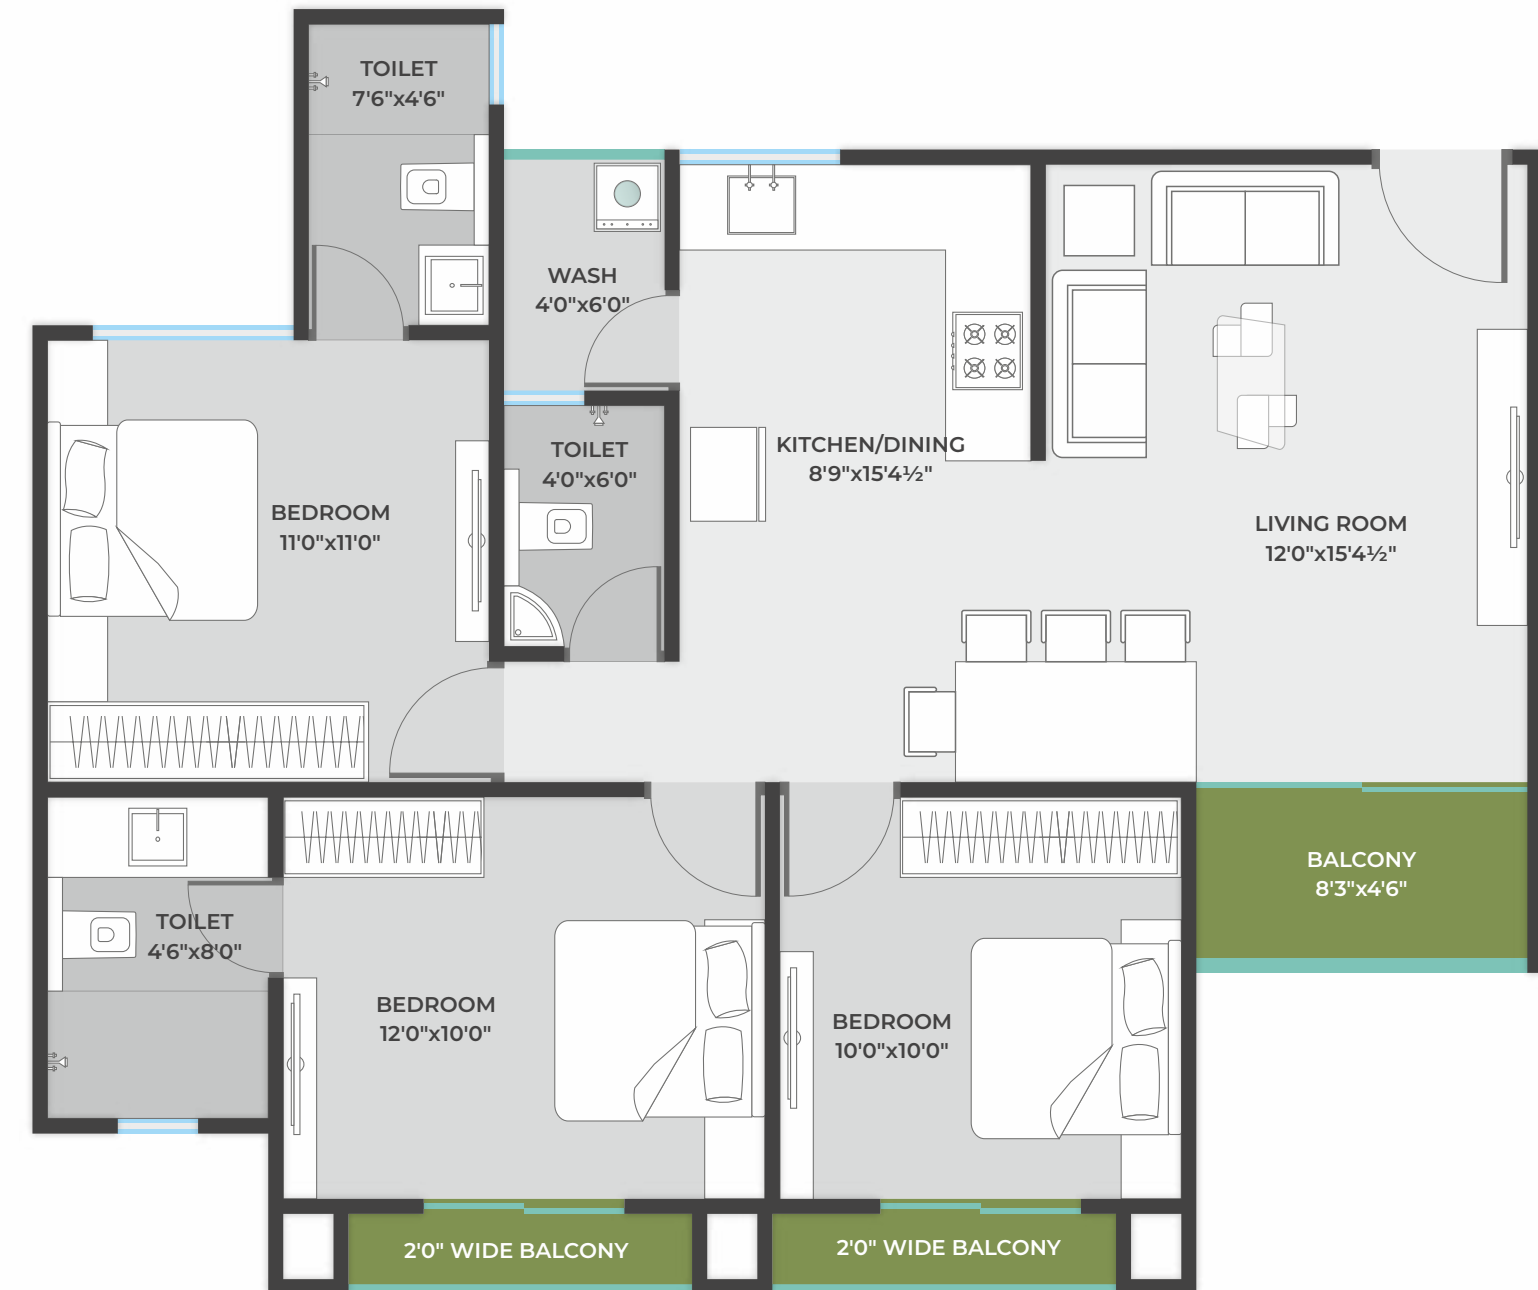 TOILET
7'6"x4'6"
WASH
4'0"x6'0"
TOILET
4'0"x6'0"
KITCHEN/DINING
8'9"x15'4½"
BEDROOM
11'0"x11'0"
LIVING ROOM
12'0"x15'4½"
BALCONY
8'3"x4'6"
TOILET
4'6"x8'0"
BEDROOM
12'0"x10'0"
BEDROOM
10'0"x10'0"
2'0" WIDE BALCONY
2'0" WIDE BALCONY